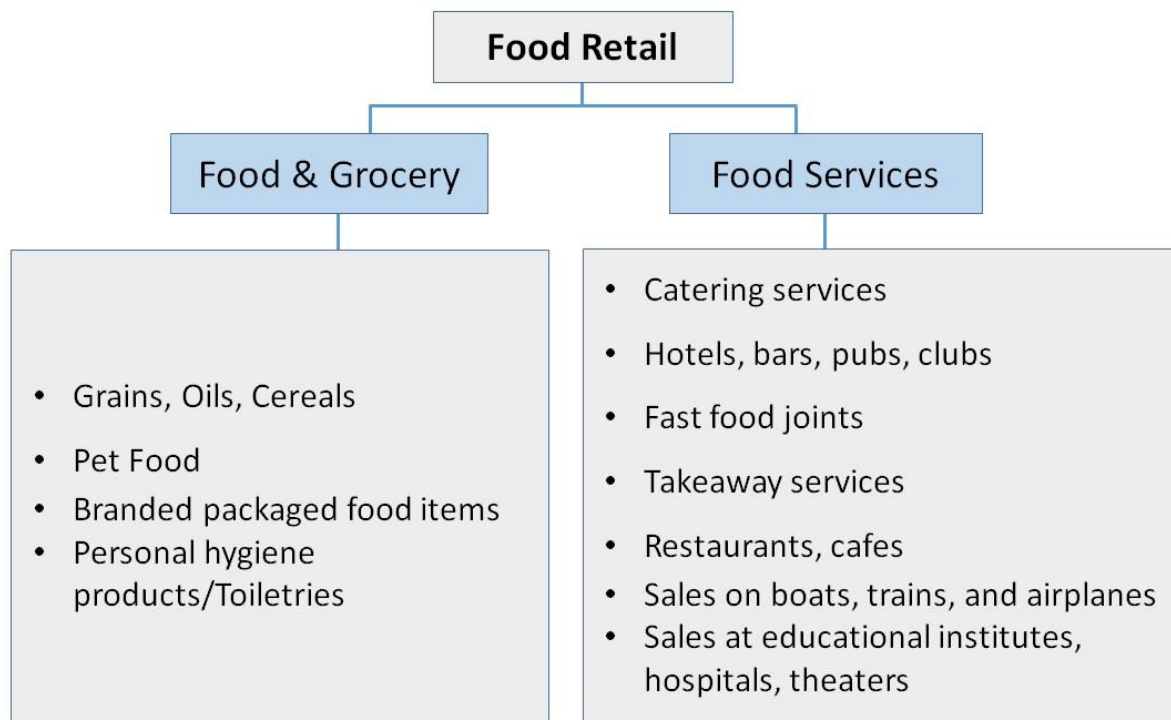 Food Retail
Food & Grocery
Food Services
• Grains, Oils, Cereals
• Pet Food
• Branded packaged food items
• Personal hygiene
products/Toiletries
• Catering services
• Hotels, bars, pubs, clubs
• Fast food joints
• Takeaway services
• Restaurants, cafes
• Sales on boats, trains, and airplanes
• Sales at educational institutes,
hospitals, theaters